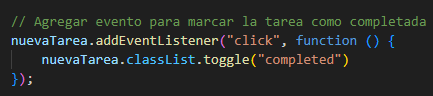 // Agregar evento para marcar la tarea como completada
nuevaTarea.addEventListener("click", function () {
    nuevaTarea.classList.toggle("completed")
});